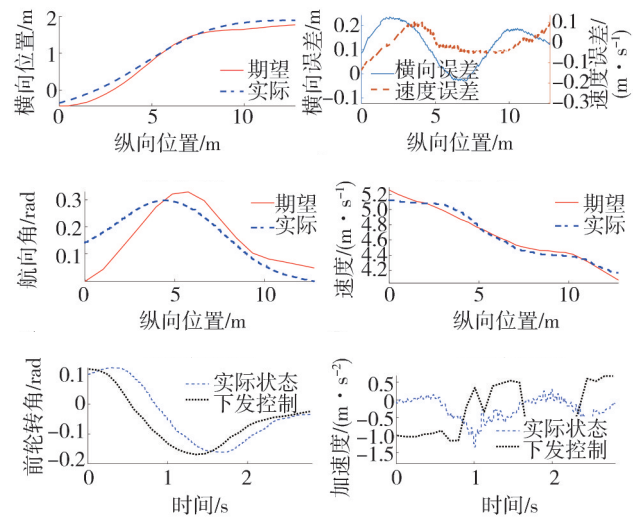 横向位置/m
2
1
0
0
5
10
纵向位置/m
期望
实际
横向误差/m
0.2
0.1
0
−0.1
0
5
10
纵向位置/m
横向误差
速度误差
0.1
0
−0.1
−0.2
−0.3
速度误差/
(m·s⁻¹)
航向角/rad
0.3
0.2
0.1
0
5
10
纵向位置/m
期望
实际
速度/(m·s⁻¹)
5.2
5.0
4.8
4.6
4.4
4.2
0
5
10
纵向位置/m
期望
实际
前轮转角/rad
0.1
0
−0.1
−0.2
0
1
2
时间/s
实际状态
下发控制
加速度/(m·s⁻²)
0.5
0
−0.5
−1.0
−1.5
0
1
2
时间/s
实际状态
下发控制